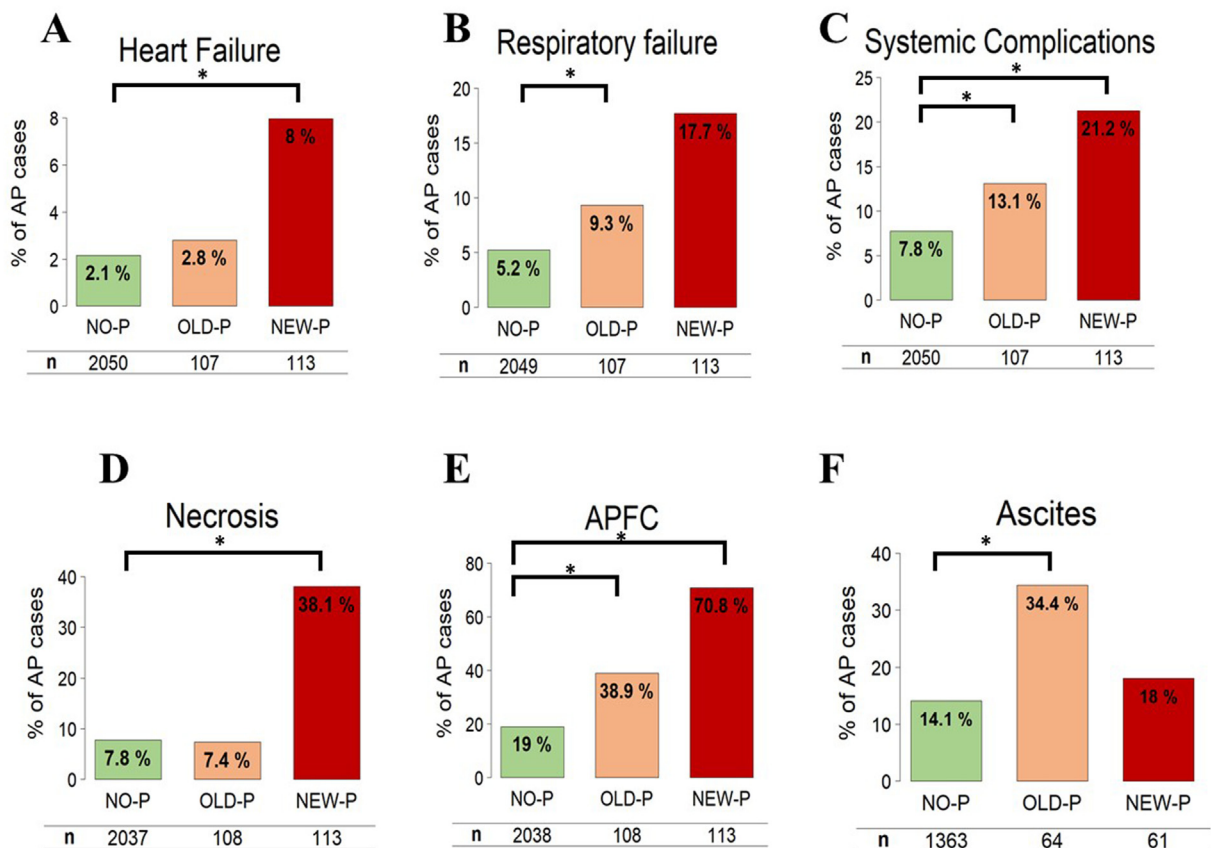 A
Heart Failure
*
% of AP cases
8
6
4
2
0
8 %
2.1 %
2.8 %
NO-P OLD-P NEW-P
n 2050 107 113
B
Respiratory failure
*
% of AP cases
20
15
10
5
0
17.7 %
9.3 %
5.2 %
NO-P OLD-P NEW-P
n 2049 107 113
C
Systemic Complications
*
*
% of AP cases
25
20
15
10
5
0
21.2 %
13.1 %
7.8 %
NO-P OLD-P NEW-P
n 2050 107 113
D
Necrosis
*
% of AP cases
40
30
20
10
0
38.1 %
7.8 %
7.4 %
NO-P OLD-P NEW-P
n 2037 108 113
E
APFC
*
*
% of AP cases
80
60
40
20
0
70.8 %
38.9 %
19 %
NO-P OLD-P NEW-P
n 2038 108 113
F
Ascites
*
% of AP cases
40
30
20
10
0
34.4 %
14.1 %
18 %
NO-P OLD-P NEW-P
n 1363 64 61